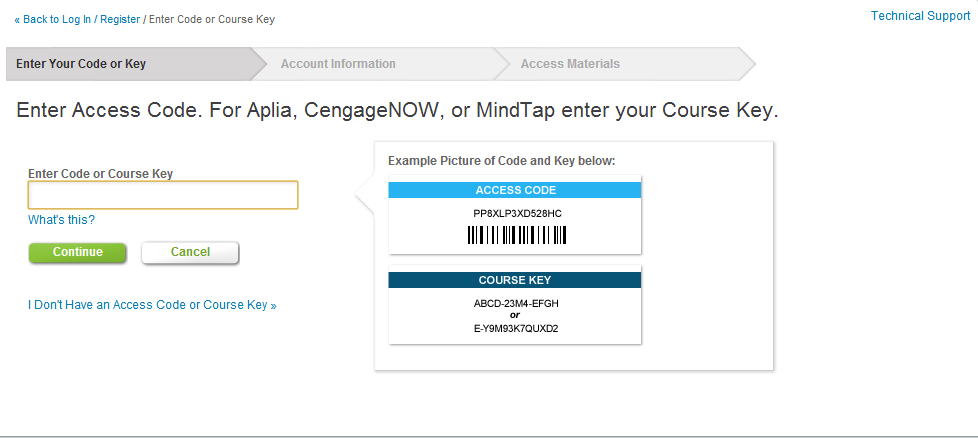 « Back to Log In / Register / Enter Code or Course Key
Technical Support
Enter Your Code or Key
Account Information
Access Materials
Enter Access Code. For Aplia, CengageNOW, or MindTap enter your Course Key.
Enter Code or Course Key
What's this?
Continue
Cancel
I Don't Have an Access Code or Course Key »
Example Picture of Code and Key below:
ACCESS CODE
PP8XLP3XD528HC
COURSE KEY
ABCD-23M4-EFGH
or
E-Y9M93K7QUXD2